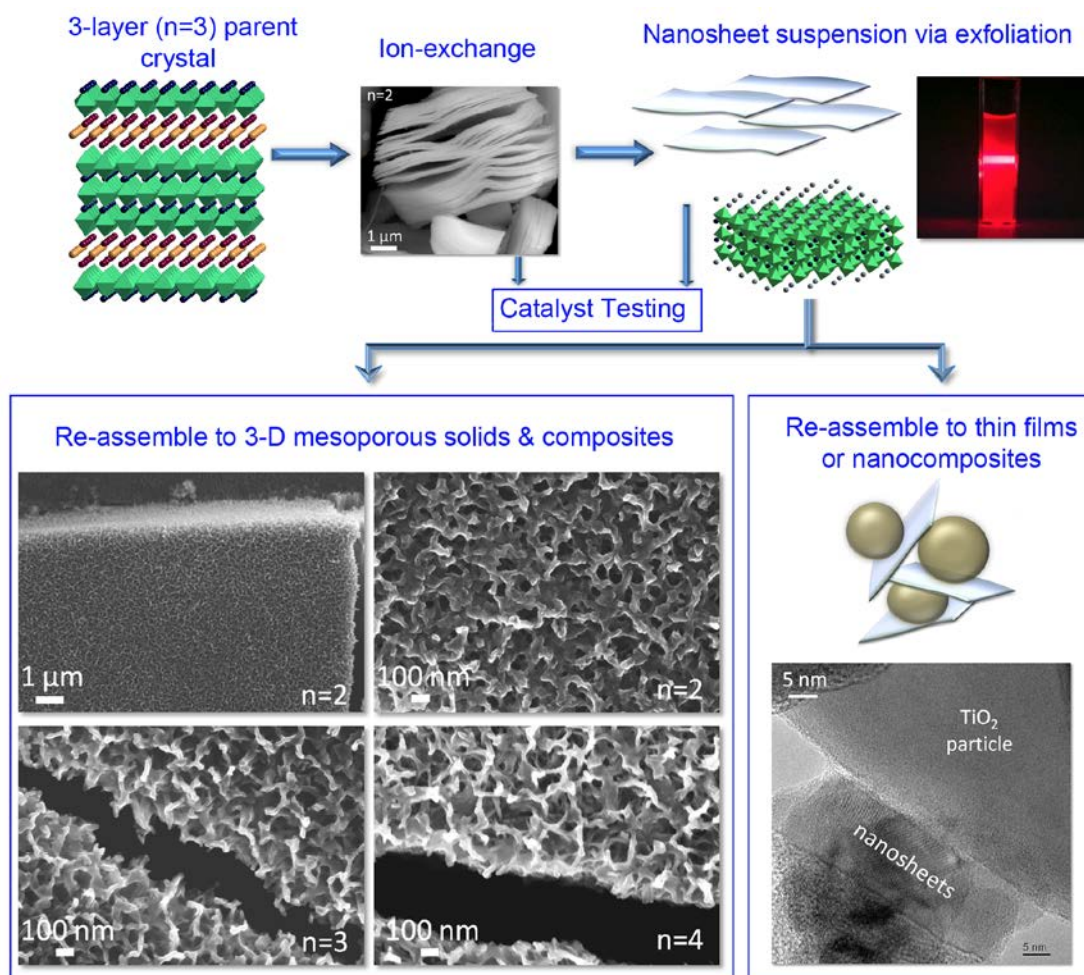 3-layer (n=3) parent
crystal
Ion-exchange
Nanosheet suspension via exfoliation
n=2
1 μm
Catalyst Testing
Re-assemble to 3-D mesoporous solids & composites
1 μm
n=2
100 nm
n=2
100 nm
n=3
100 nm
n=4
Re-assemble to thin films
or nanocomposites
5 nm
TiO₂
particle
nanosheets
5 nm